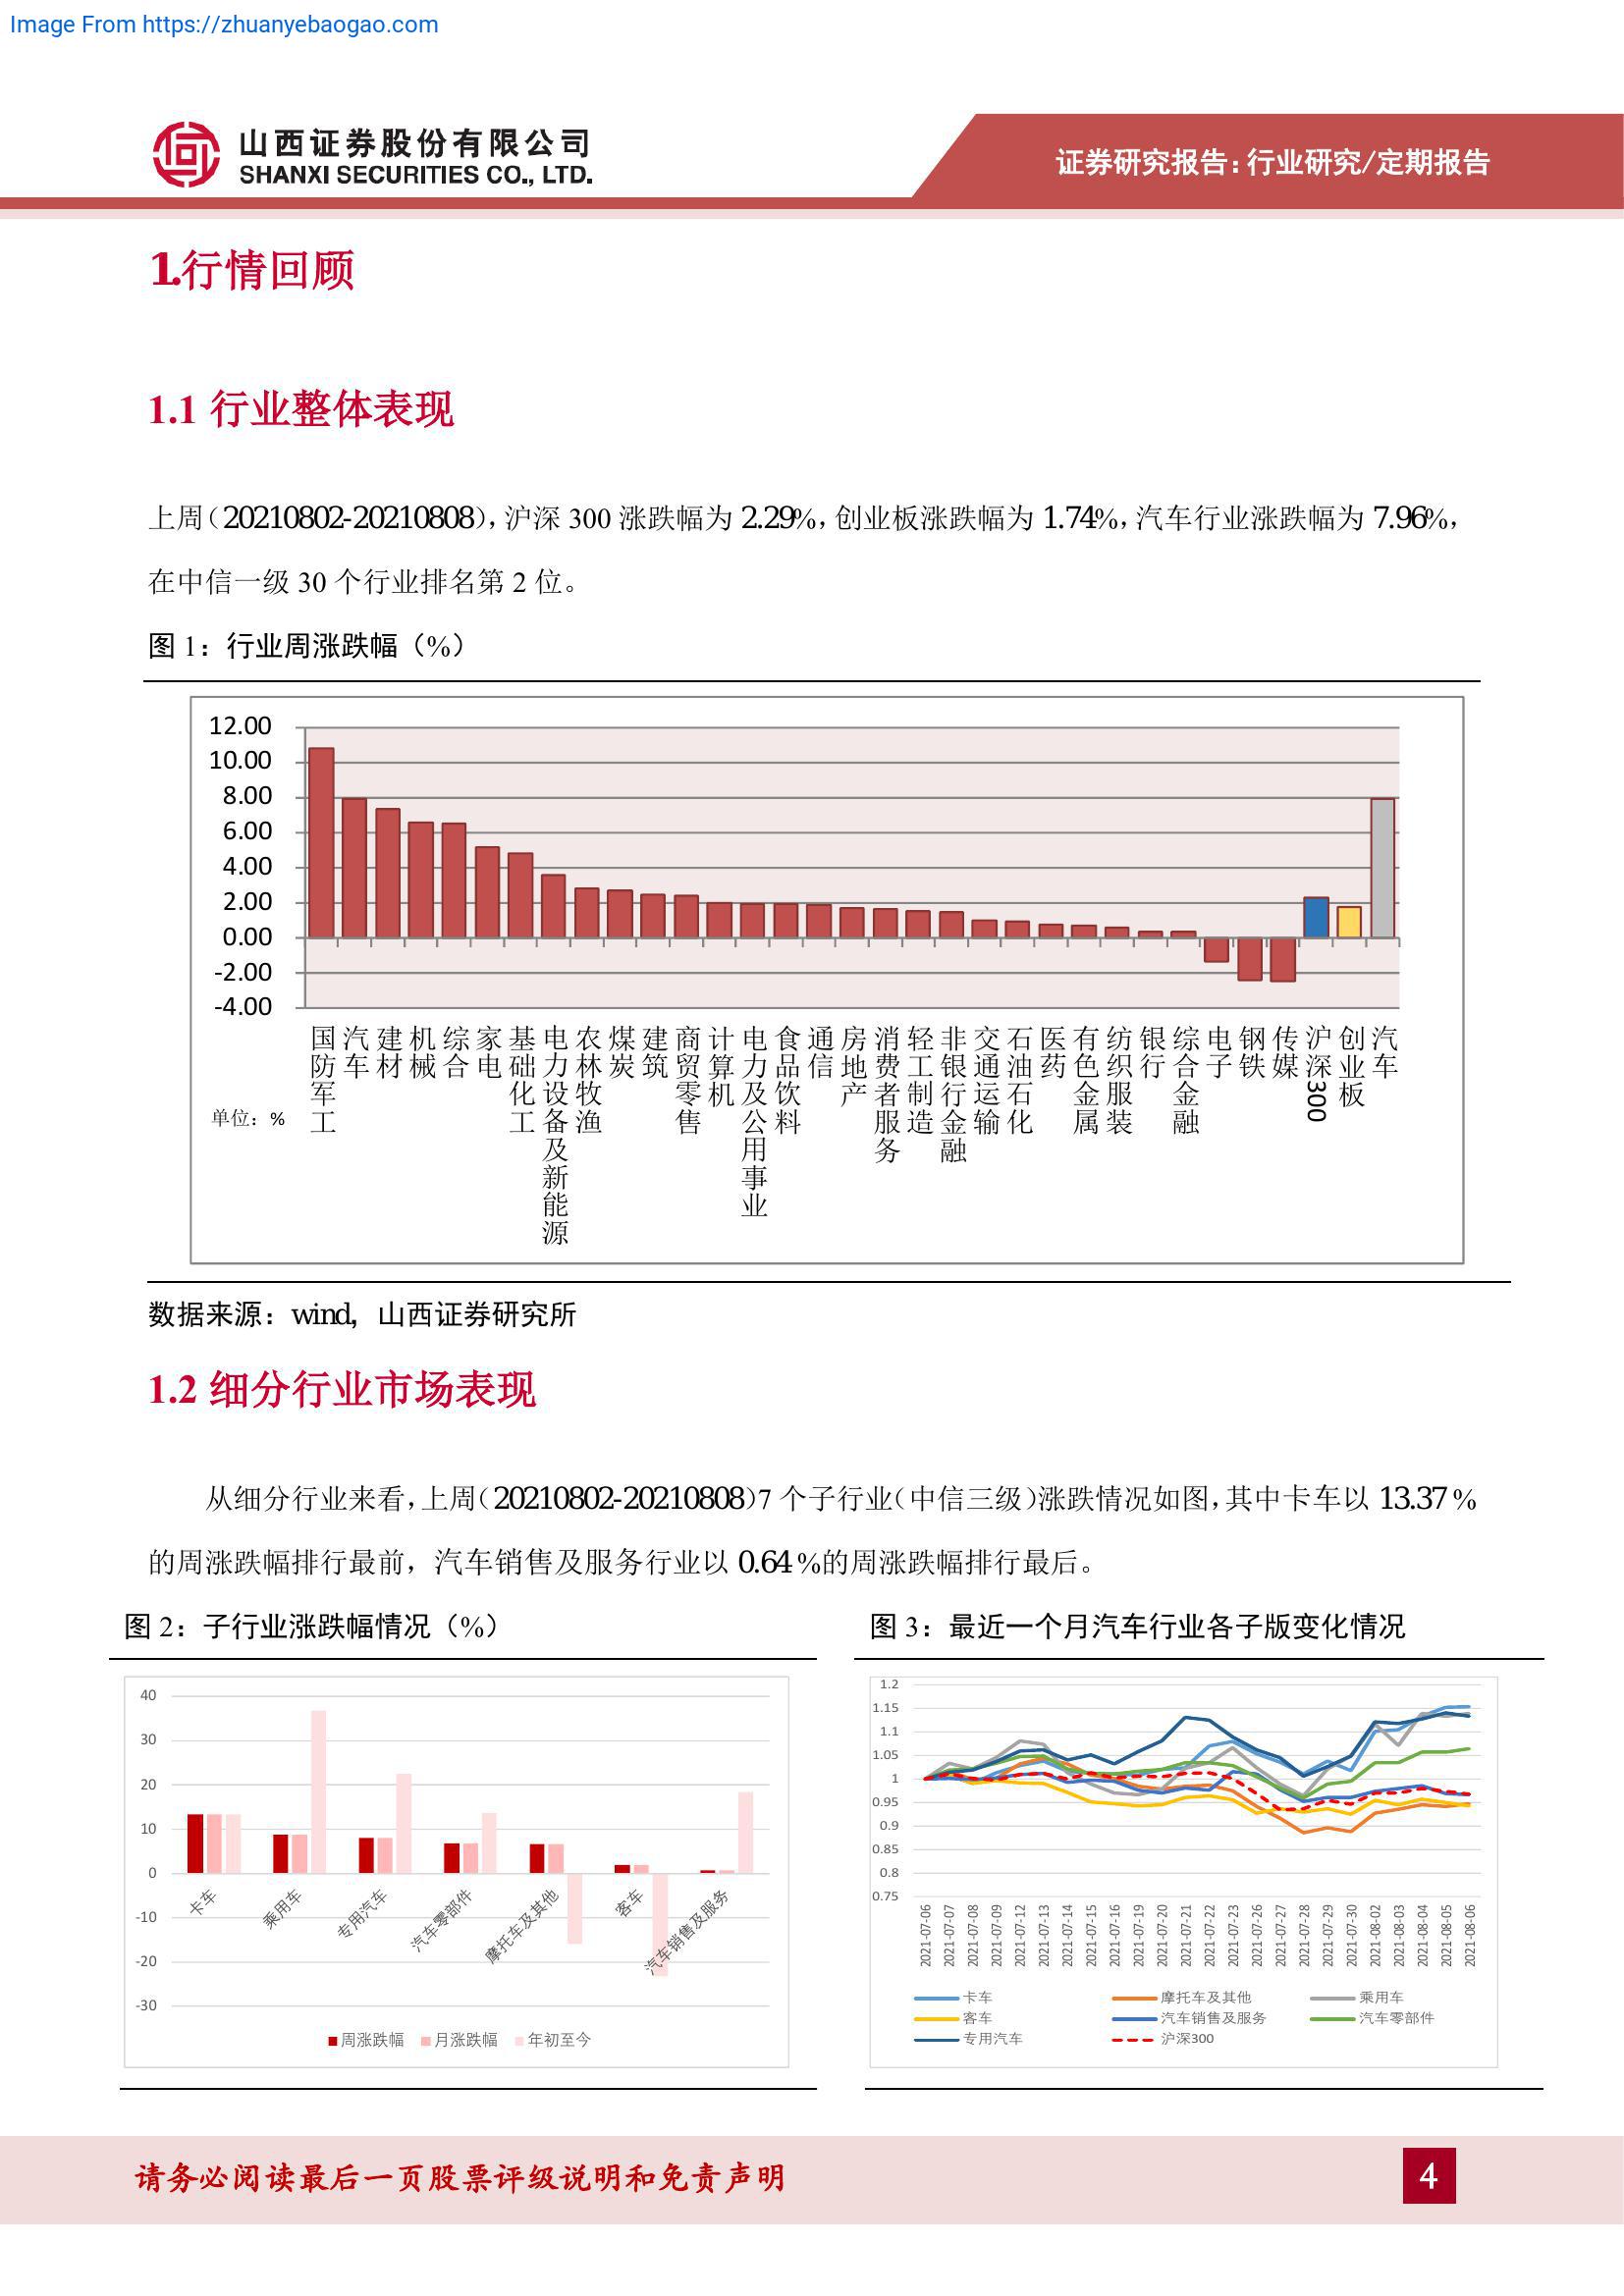 Image From https://zhuanyebaogao.com
山西证券股份有限公司
SHANXI SECURITIES CO., LTD.
证券研究报告：行业研究/定期报告
1.行情回顾
1.1 行业整体表现
上周（20210802-20210808），沪深 300 涨跌幅为 2.29%，创业板涨跌幅为 1.74%，汽车行业涨跌幅为 7.96%，
在中信一级 30 个行业排名第 2 位。
图 1：行业周涨跌幅（%）
12.00
10.00
8.00
6.00
4.00
2.00
0.00
-2.00
-4.00
单位：%
国防军工
汽车
建材
机械
综合
家电
基础化工
电力设备及新能源
农林牧渔
煤炭
建筑
商贸零售
计算机
电力及公用事业
食品饮料
通信
房地产
消费者服务
轻工制造
非银行金融
交通运输
石油石化
医药
有色金属
纺织服装
银行
综合金融
电子
钢铁
传媒
沪深300
创业板
汽车
数据来源：wind，山西证券研究所
1.2 细分行业市场表现
从细分行业来看，上周（20210802-20210808）7 个子行业（中信三级）涨跌情况如图，其中卡车以 13.37 %
的周涨跌幅排行最前，汽车销售及服务行业以 0.64 %的周涨跌幅排行最后。
图 2：子行业涨跌幅情况（%）
40
30
20
10
0
-10
-20
-30
卡车
乘用车
专用汽车
汽车零部件
摩托车及其他
客车
汽车销售及服务
周涨跌幅 月涨跌幅 年初至今
图 3：最近一个月汽车行业各子版变化情况
1.2
1.15
1.1
1.05
1
0.95
0.9
0.85
0.8
0.75
2021-07-06
2021-07-07
2021-07-08
2021-07-09
2021-07-12
2021-07-13
2021-07-14
2021-07-15
2021-07-16
2021-07-19
2021-07-20
2021-07-21
2021-07-22
2021-07-23
2021-07-26
2021-07-27
2021-07-28
2021-07-29
2021-07-30
2021-08-02
2021-08-03
2021-08-04
2021-08-05
2021-08-06
卡车 摩托车及其他 乘用车
客车 汽车销售及服务 汽车零部件
专用汽车 沪深300
请务必阅读最后一页股票评级说明和免责声明
4